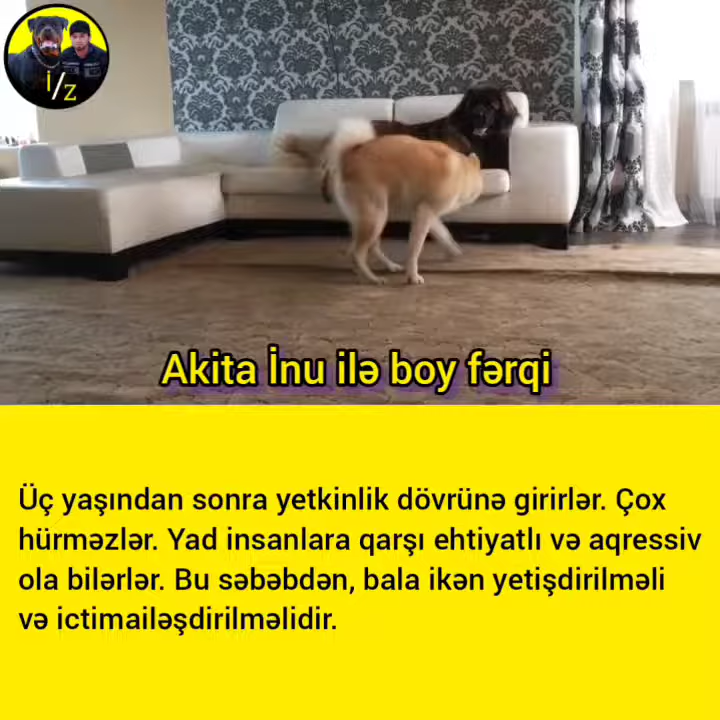 i/z
Akita İnu ilə boy fərqi
Üç yaşından sonra yetkinlik dövrünə girirlər. Çox
hürməzlər. Yad insanlara qarşı ehtiyatlı və aqressiv
ola bilərlər. Bu səbəbdən, bala ikən yetişdirilməli
və ictimailəşdirilməlidir.